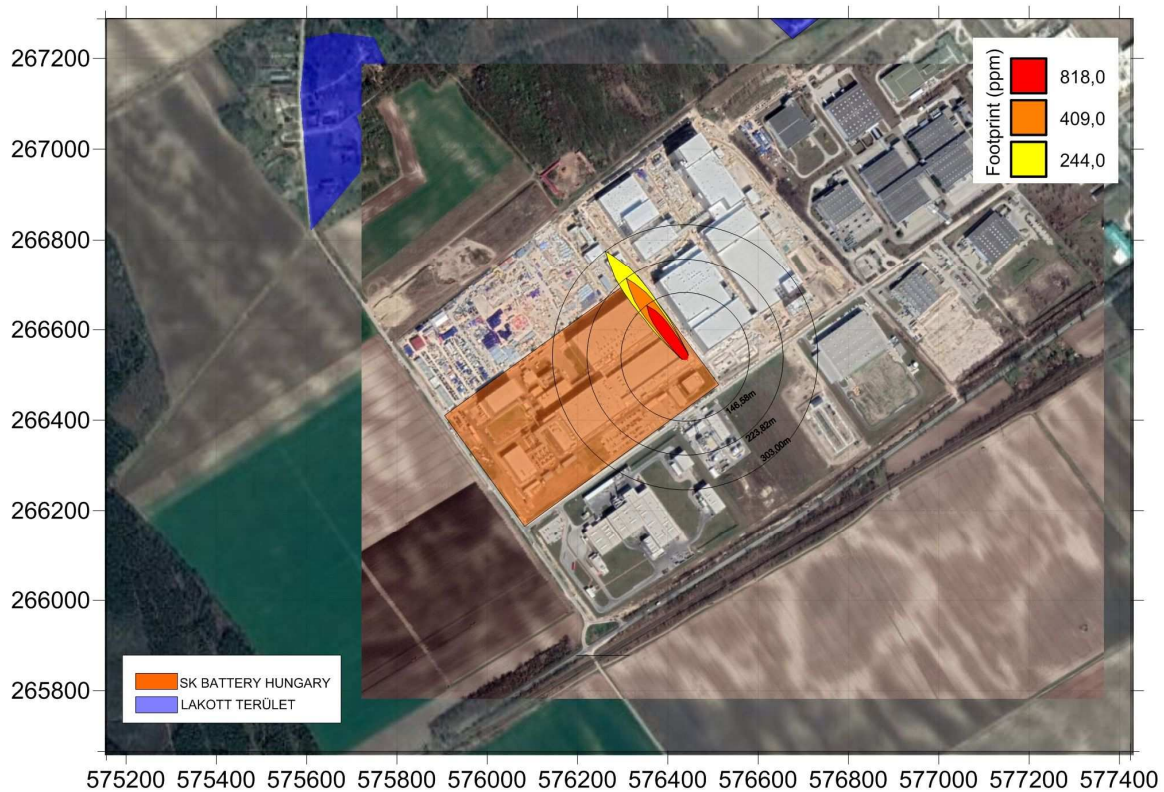 267200
267000
266800
266600
266400
266200
266000
265800
Footprint (ppm)
818,0
409,0
244,0
146,58m
223,82m
303,00m
SK BATTERY HUNGARY
LAKOTT TERÜLET
575200 575400 575600 575800 576000 576200 576400 576600 576800 577000 577200 577400